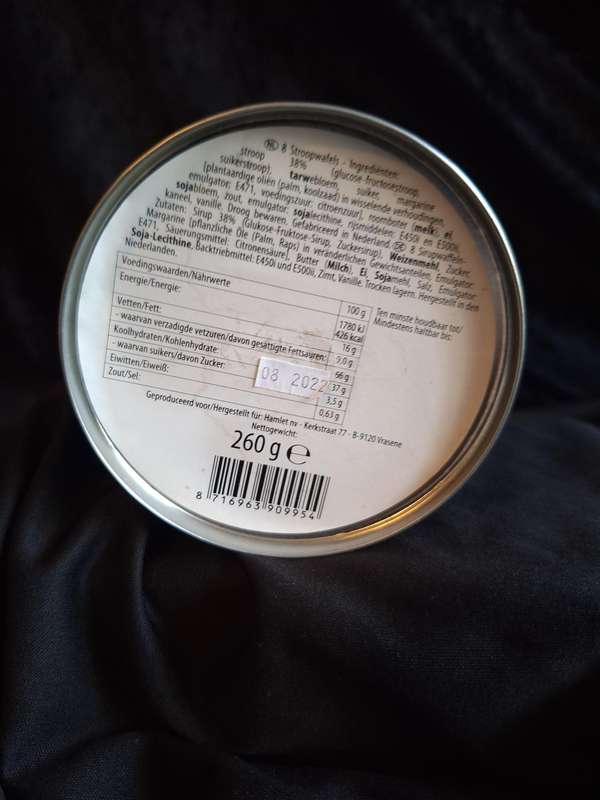 NL 8 Stroopwafels - Ingrediënten:
stroop 38% (glucose-fructosestroop,
suikerstroop), tarwebloem, suiker, margarine
(plantaardige oliën (palm, koolzaad) in wisselende verhoudingen,
emulgator: E471, voedingszuur: citroenzuur), roomboter (melk), ei,
sojabloem, zout, emulgator: sojalecithine, rijsmiddelen: E450i en E500ii,
kaneel, vanille. Droog bewaren. Gefabriceerd in Nederland. DE 8 Siropwaffeln-
Zutaten: Sirup 38% (Glukose-Fruktose-Sirup, Zuckersirup), Weizenmehl, Zucker,
Margarine (pflanzliche Öle (Palm, Raps) in veränderlichen Gewichtsanteilen, Emulgator:
E471, Säuerungsmittel: Citronensäure), Butter (Milch), Ei, Sojamehl, Salz, Emulgator:
Soja-Lecithine, Backtriebmittel: E450i und E500ii, Zimt, Vanille. Trocken lagern. Hergestellt in den
Niederlanden.
Voedingswaarden/Nährwerte 100 g
Energie/Energie: 1780 kJ
426 kcal
Vetten/Fett: 16 g
- waarvan verzadigde vetzuren/davon gesättigte Fettsäuren: 9,0 g
Koolhydraten/Kohlenhydrate: 66 g
- waarvan suikers/davon Zucker: 37 g
Eiwitten/Eiweiß: 3,5 g
Zout/Sel: 0,63 g
Ten minste houdbaar tot/
Mindestens haltbar bis:
08 2022
Geproduceerd voor/Hergestellt für: Hamlet nv - Kerkstraat 77 - B-9120 Vrasene
Nettogewicht:
260 g e
8 716963 909954